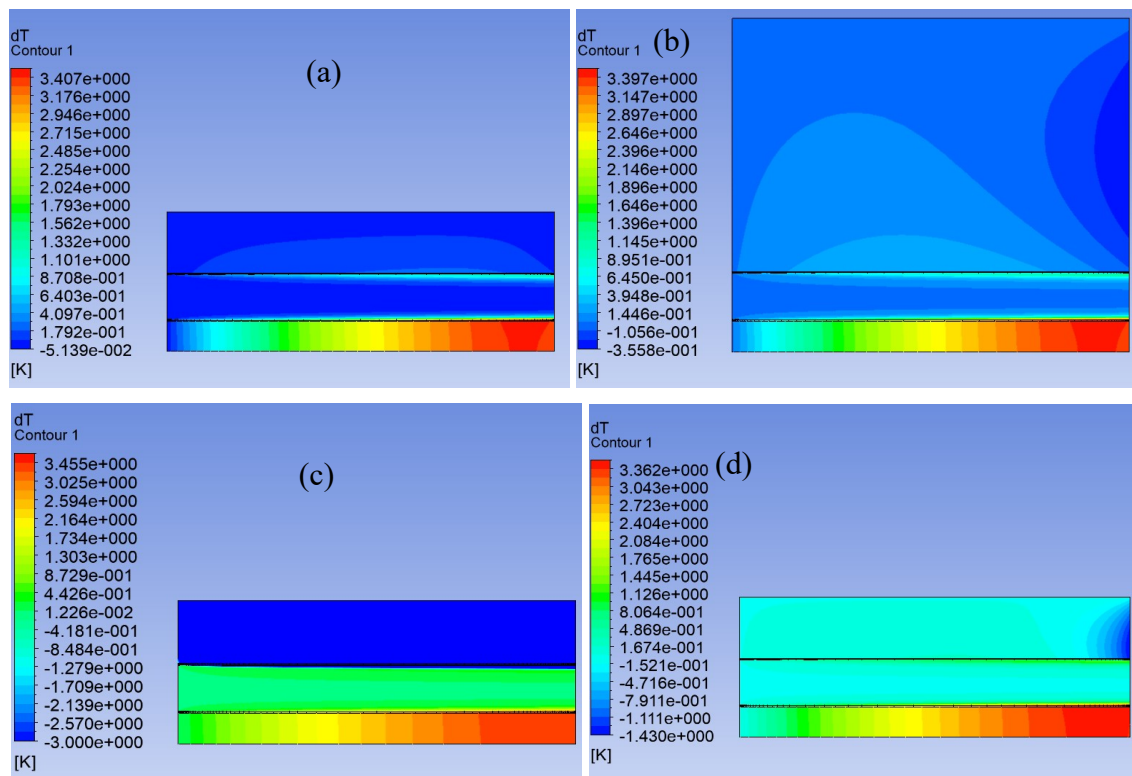 dT
Contour 1
(a)
3.407e+000
3.176e+000
2.946e+000
2.715e+000
2.485e+000
2.254e+000
2.024e+000
1.793e+000
1.562e+000
1.332e+000
1.101e+000
8.708e-001
6.403e-001
4.097e-001
1.792e-001
-5.139e-002
[K]
dT
Contour 1
(b)
3.397e+000
3.147e+000
2.897e+000
2.646e+000
2.396e+000
2.146e+000
1.896e+000
1.646e+000
1.396e+000
1.145e+000
8.951e-001
6.450e-001
3.948e-001
1.446e-001
-1.056e-001
-3.558e-001
[K]
dT
Contour 1
(c)
3.455e+000
3.025e+000
2.594e+000
2.164e+000
1.734e+000
1.303e+000
8.729e-001
4.426e-001
1.226e-002
-4.181e-001
-8.484e-001
-1.279e+000
-1.709e+000
-2.139e+000
-2.570e+000
-3.000e+000
[K]
dT
Contour 1
(d)
3.362e+000
3.043e+000
2.723e+000
2.404e+000
2.084e+000
1.765e+000
1.445e+000
1.126e+000
8.064e-001
4.869e-001
1.674e-001
-1.521e-001
-4.716e-001
-7.911e-001
-1.111e+000
-1.430e+000
[K]